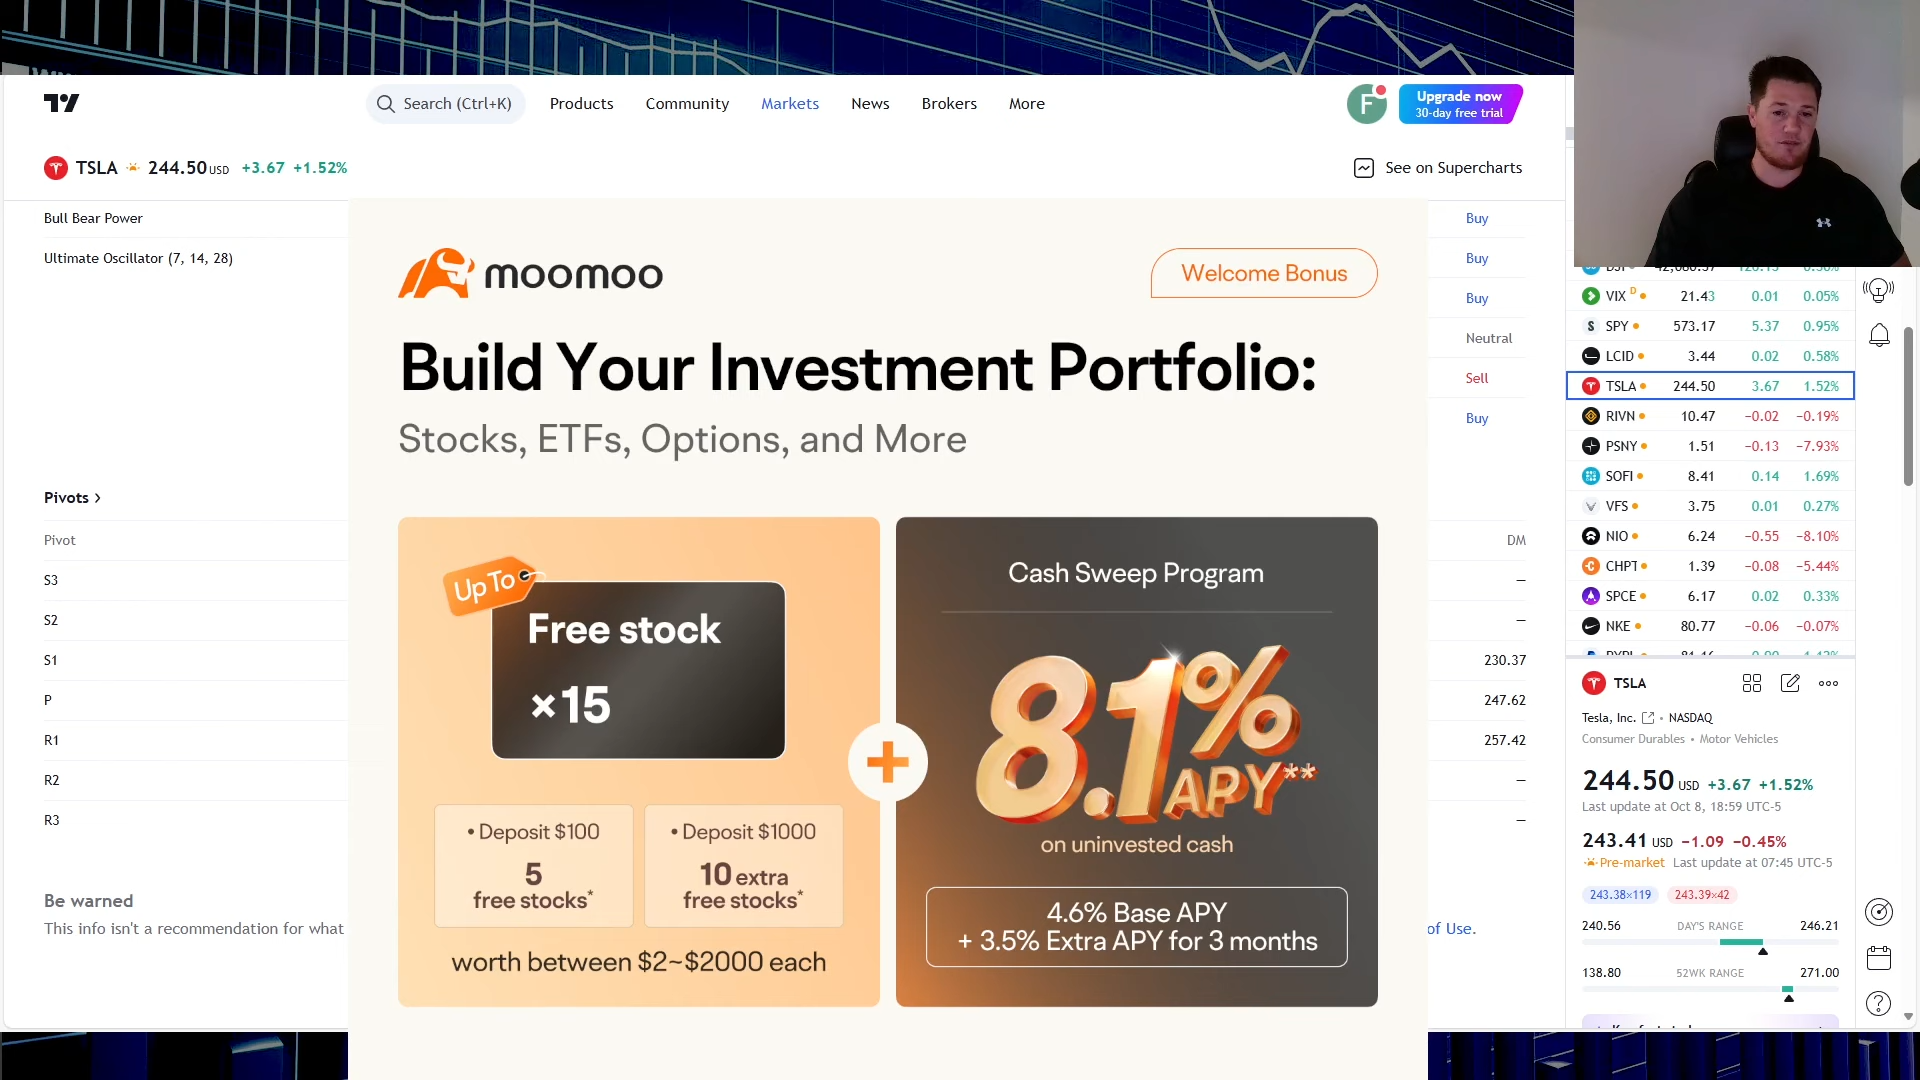 Search (Ctrl+K)
Products
Community
Markets
News
Brokers
More
F
Upgrade now
30-day free trial
TSLA 244.50 USD +3.67 +1.52%
See on Supercharts
Bull Bear Power
Ultimate Oscillator (7, 14, 28)
Buy
Buy
Buy
Neutral
Sell
Buy
Pivots
Pivot
DM
S3
–
S2
–
S1
230.37
P
247.62
R1
257.42
R2
–
R3
–
Be warned
This info isn't a recommendation for what
of Use.
moomoo
Welcome Bonus
Build Your Investment Portfolio:
Stocks, ETFs, Options, and More
Up To
Free stock
×15
• Deposit $100
5
free stocks*
• Deposit $1000
10 extra
free stocks*
worth between $2~$2000 each
+
Cash Sweep Program
8.1%
APY**
on uninvested cash
4.6% Base APY
+ 3.5% Extra APY for 3 months
VIX D 21.43 0.01 0.05%
SPY 573.17 5.37 0.95%
LCID 3.44 0.02 0.58%
TSLA 244.50 3.67 1.52%
RIVN 10.47 −0.02 −0.19%
PSNY 1.51 −0.13 −7.93%
SOFI 8.41 0.14 1.69%
VFS 3.75 0.01 0.27%
NIO 6.24 −0.55 −8.10%
CHPT 1.39 −0.08 −5.44%
SPCE 6.17 0.02 0.33%
NKE 80.77 −0.06 −0.07%
TSLA
Tesla, Inc. • NASDAQ
Consumer Durables • Motor Vehicles
244.50 USD +3.67 +1.52%
Last update at Oct 8, 18:59 UTC-5
243.41 USD −1.09 −0.45%
Pre-market Last update at 07:45 UTC-5
243.38×119 243.39×42
240.56 DAY'S RANGE 246.21
138.80 52WK RANGE 271.00